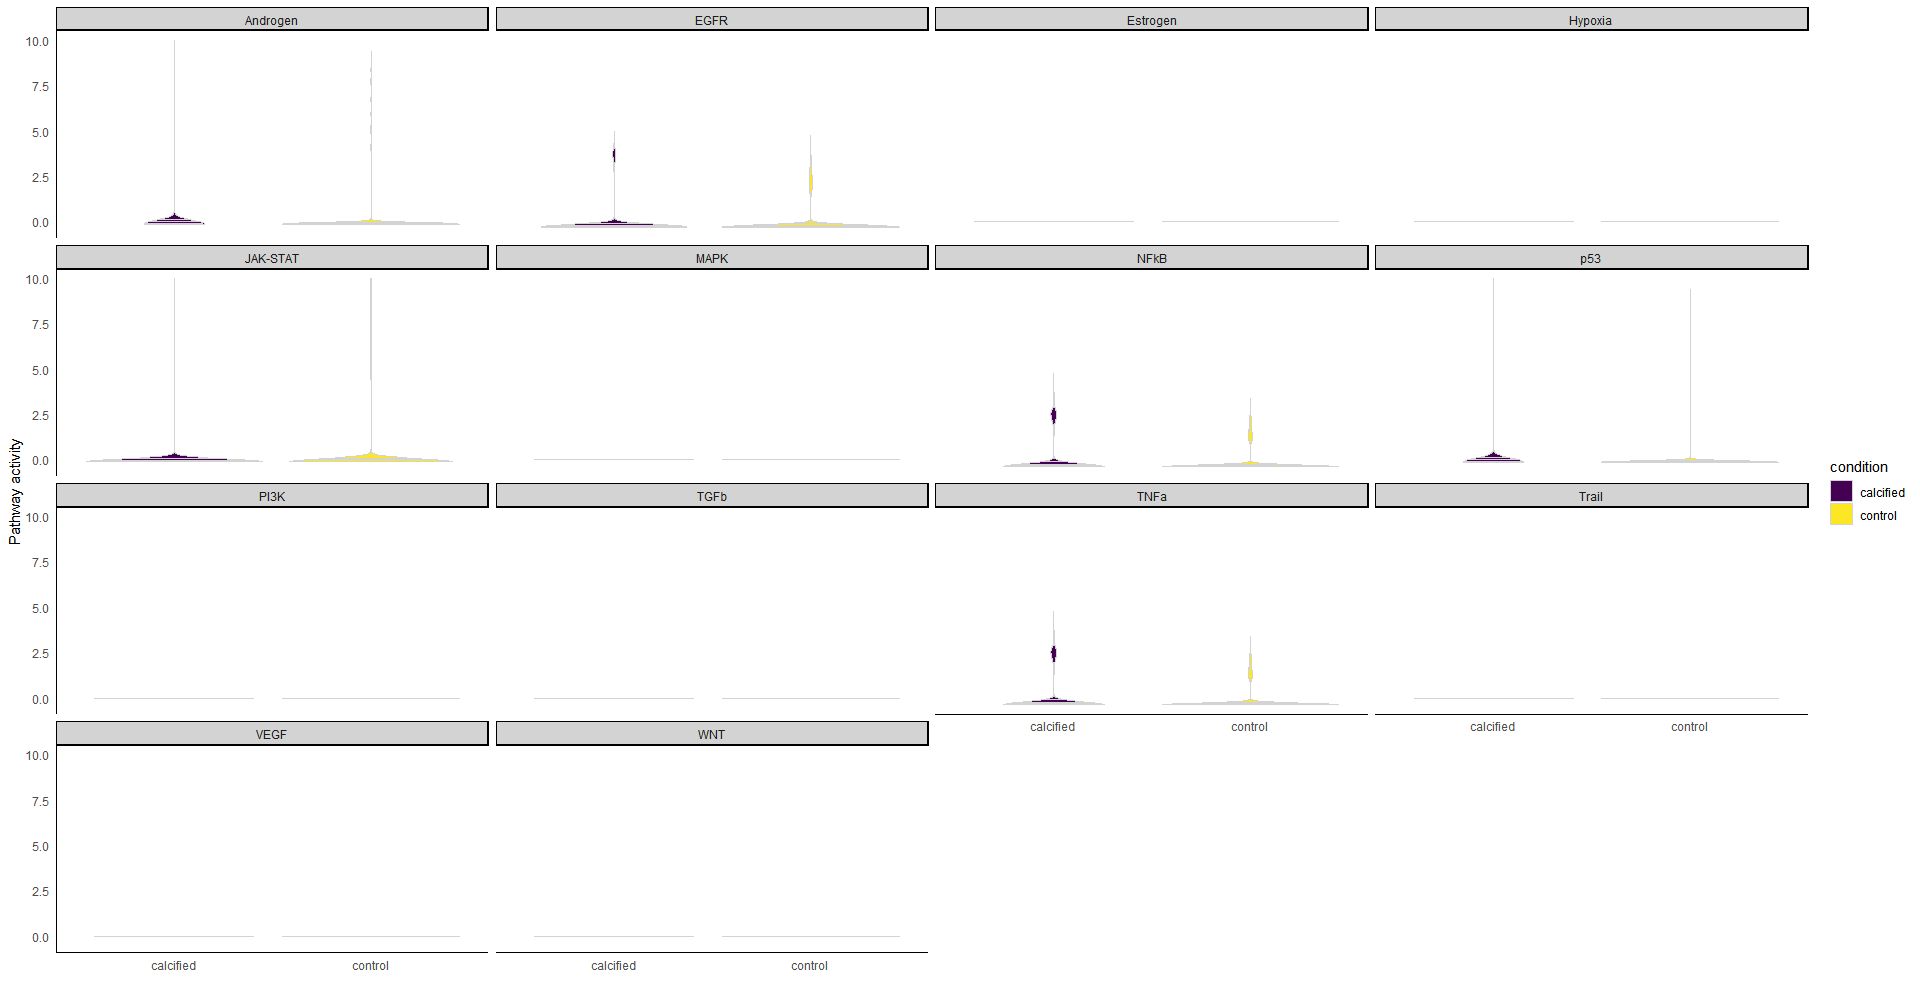 Androgen EGFR Estrogen Hypoxia
10.0
7.5
5.0
2.5
0.0
JAK-STAT MAPK NFkB p53
10.0
7.5
5.0
2.5
0.0
PI3K TGFb TNFa Trail
10.0
7.5
5.0
2.5
0.0
calcified control calcified control
VEGF WNT
10.0
7.5
5.0
2.5
0.0
calcified control calcified control
Pathway activity
condition
calcified
control